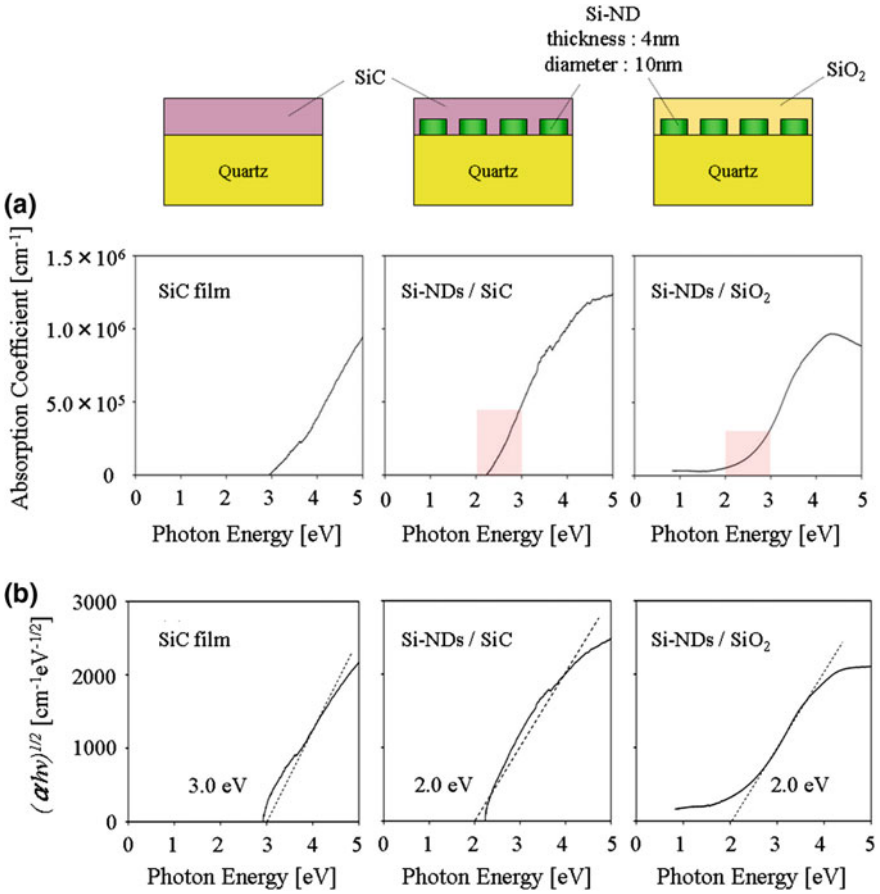 Si-ND
thickness : 4nm
diameter : 10nm
SiC
SiO2
Quartz
Quartz
Quartz
(a)
Absorption Coefficient [cm-1]
1.5 × 10^6
1.0 × 10^6
5.0 × 10^5
0
SiC film
Si-NDs / SiC
Si-NDs / SiO2
0 1 2 3 4 5
0 1 2 3 4 5
0 1 2 3 4 5
Photon Energy [eV]
Photon Energy [eV]
Photon Energy [eV]
(b)
(αhν)^1/2 [cm-1eV-1/2]
3000
2000
1000
0
SiC film
Si-NDs / SiC
Si-NDs / SiO2
3.0 eV
2.0 eV
2.0 eV
0 1 2 3 4 5
0 1 2 3 4 5
0 1 2 3 4 5
Photon Energy [eV]
Photon Energy [eV]
Photon Energy [eV]